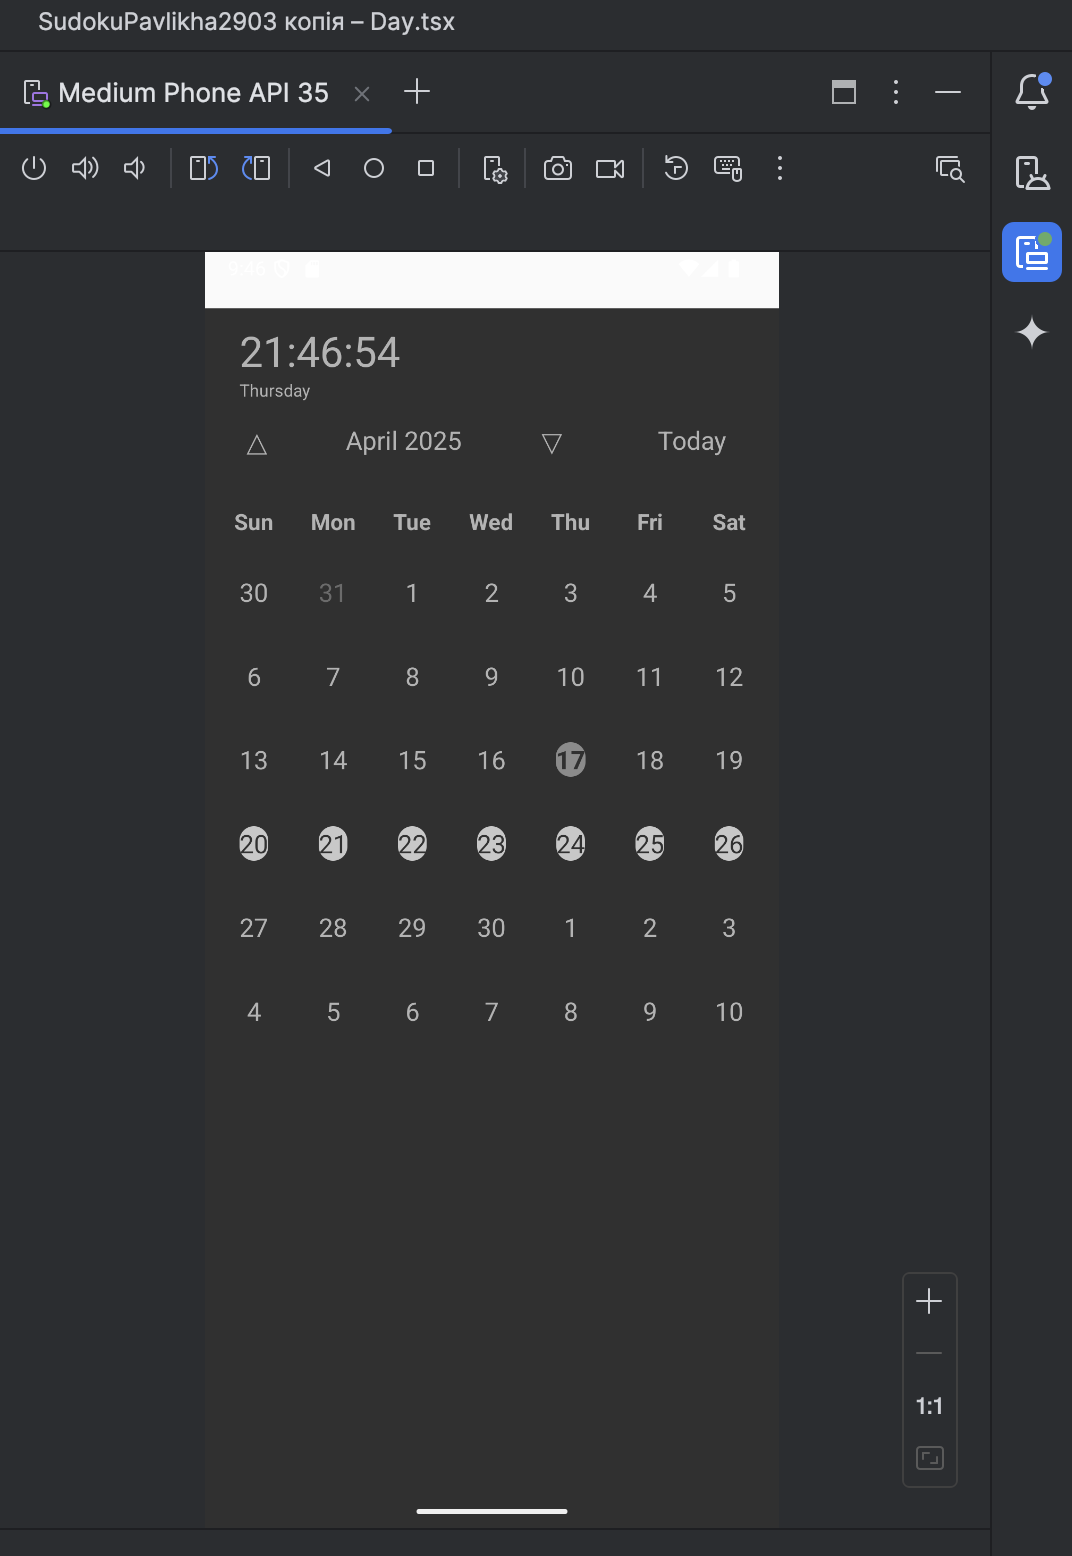 SudokuPavlikha2903 копія – Day.tsx
Medium Phone API 35
9:46
21:46:54
Thursday
△ April 2025 ▽ Today
Sun Mon Tue Wed Thu Fri Sat
30 31 1 2 3 4 5
6 7 8 9 10 11 12
13 14 15 16 17 18 19
20 21 22 23 24 25 26
27 28 29 30 1 2 3
4 5 6 7 8 9 10
1:1